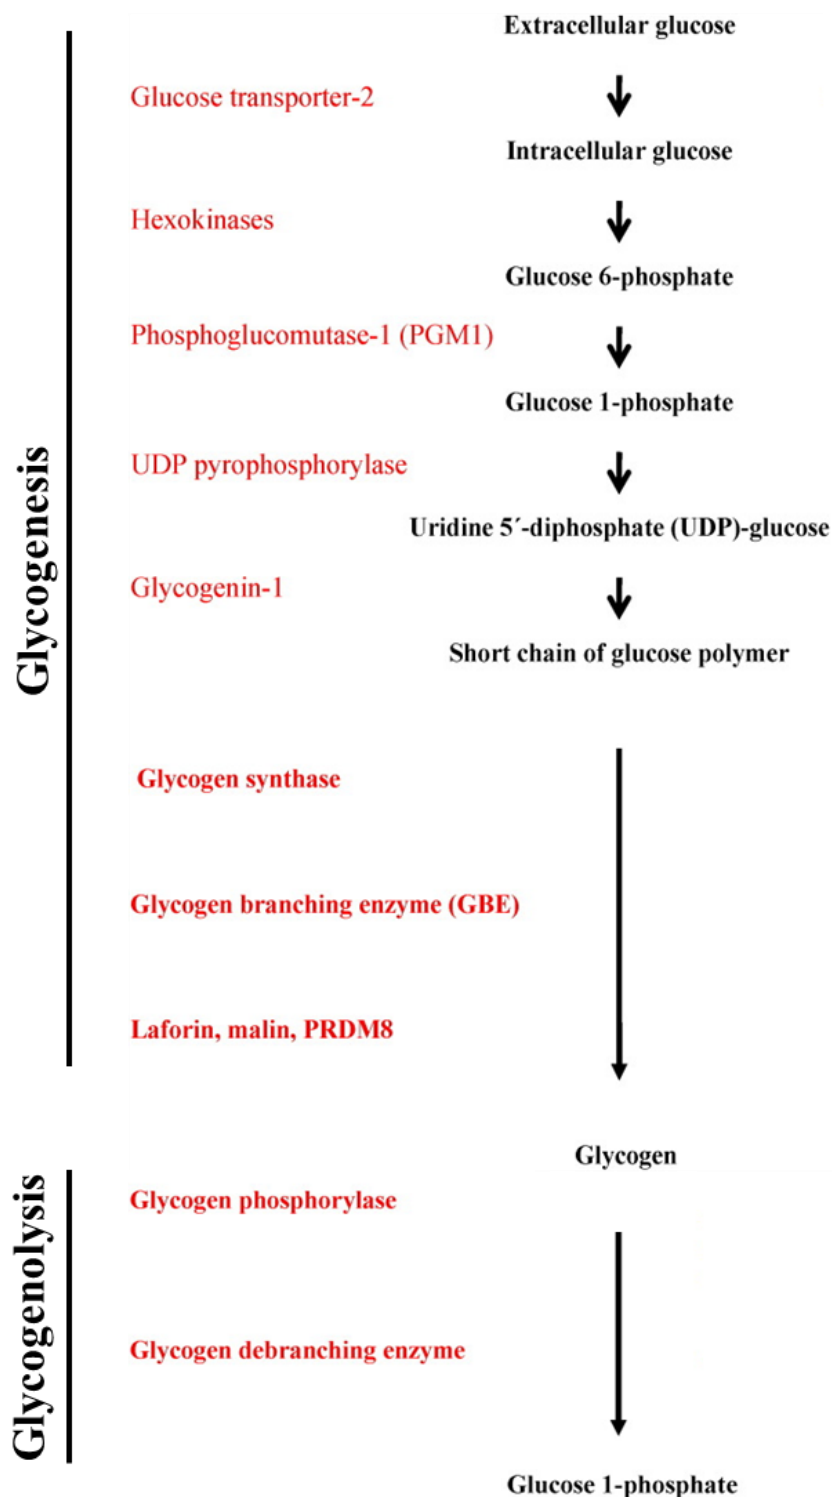 Extracellular glucose
Glucose transporter-2
Intracellular glucose
Hexokinases
Glucose 6-phosphate
Phosphoglucomutase-1 (PGM1)
Glucose 1-phosphate
UDP pyrophosphorylase
Uridine 5´-diphosphate (UDP)-glucose
Glycogenin-1
Short chain of glucose polymer
Glycogenesis
Glycogen synthase
Glycogen branching enzyme (GBE)
Laforin, malin, PRDM8
Glycogen
Glycogen phosphorylase
Glycogenolysis
Glycogen debranching enzyme
Glucose 1-phosphate